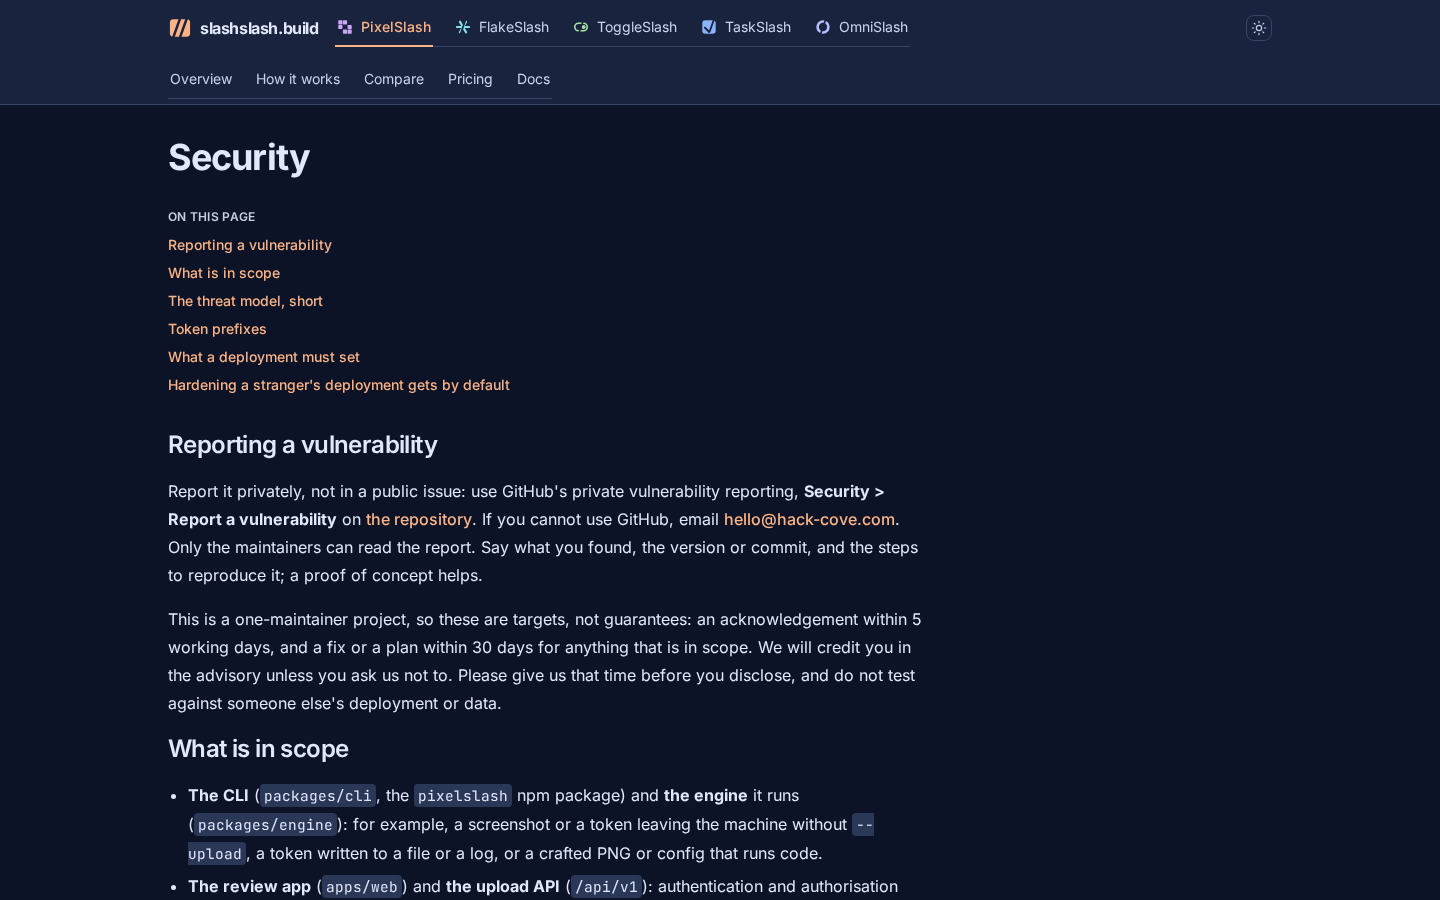 slashslash.build PixelSlash FlakeSlash ToggleSlash TaskSlash OmniSlash
Overview How it works Compare Pricing Docs
Security
ON THIS PAGE
Reporting a vulnerability
What is in scope
The threat model, short
Token prefixes
What a deployment must set
Hardening a stranger's deployment gets by default
Reporting a vulnerability
Report it privately, not in a public issue: use GitHub's private vulnerability reporting, Security >
Report a vulnerability on the repository. If you cannot use GitHub, email hello@hack-cove.com.
Only the maintainers can read the report. Say what you found, the version or commit, and the steps
to reproduce it; a proof of concept helps.
This is a one-maintainer project, so these are targets, not guarantees: an acknowledgement within 5
working days, and a fix or a plan within 30 days for anything that is in scope. We will credit you in
the advisory unless you ask us not to. Please give us that time before you disclose, and do not test
against someone else's deployment or data.
What is in scope
• The CLI (packages/cli, the pixelslash npm package) and the engine it runs
(packages/engine): for example, a screenshot or a token leaving the machine without --
upload, a token written to a file or a log, or a crafted PNG or config that runs code.
• The review app (apps/web) and the upload API (/api/v1): authentication and authorisation